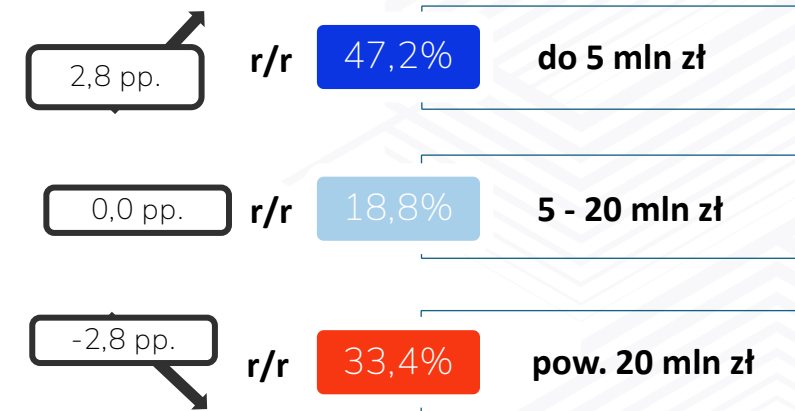 2,8 pp. r/r 47,2% do 5 mln zł
0,0 pp. r/r 18,8% 5 - 20 mln zł
-2,8 pp. r/r 33,4% pow. 20 mln zł